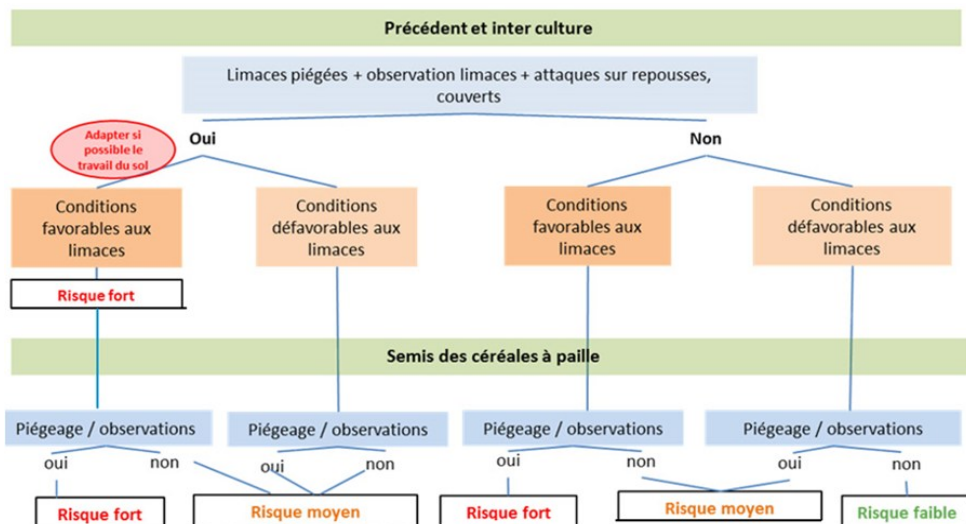 Précédent et inter culture
Limaces piégées + observation limaces + attaques sur repousses,
couverts
Adapter si
possible le
travail du sol
Oui
Non
Conditions
favorables aux
limaces
Conditions
défavorables aux
limaces
Conditions
favorables aux
limaces
Conditions
défavorables aux
limaces
Risque fort
Semis des céréales à paille
Piégeage / observations
Piégeage / observations
Piégeage / observations
Piégeage / observations
oui
non
oui
non
oui
non
oui
non
Risque fort
Risque moyen
Risque fort
Risque moyen
Risque faible